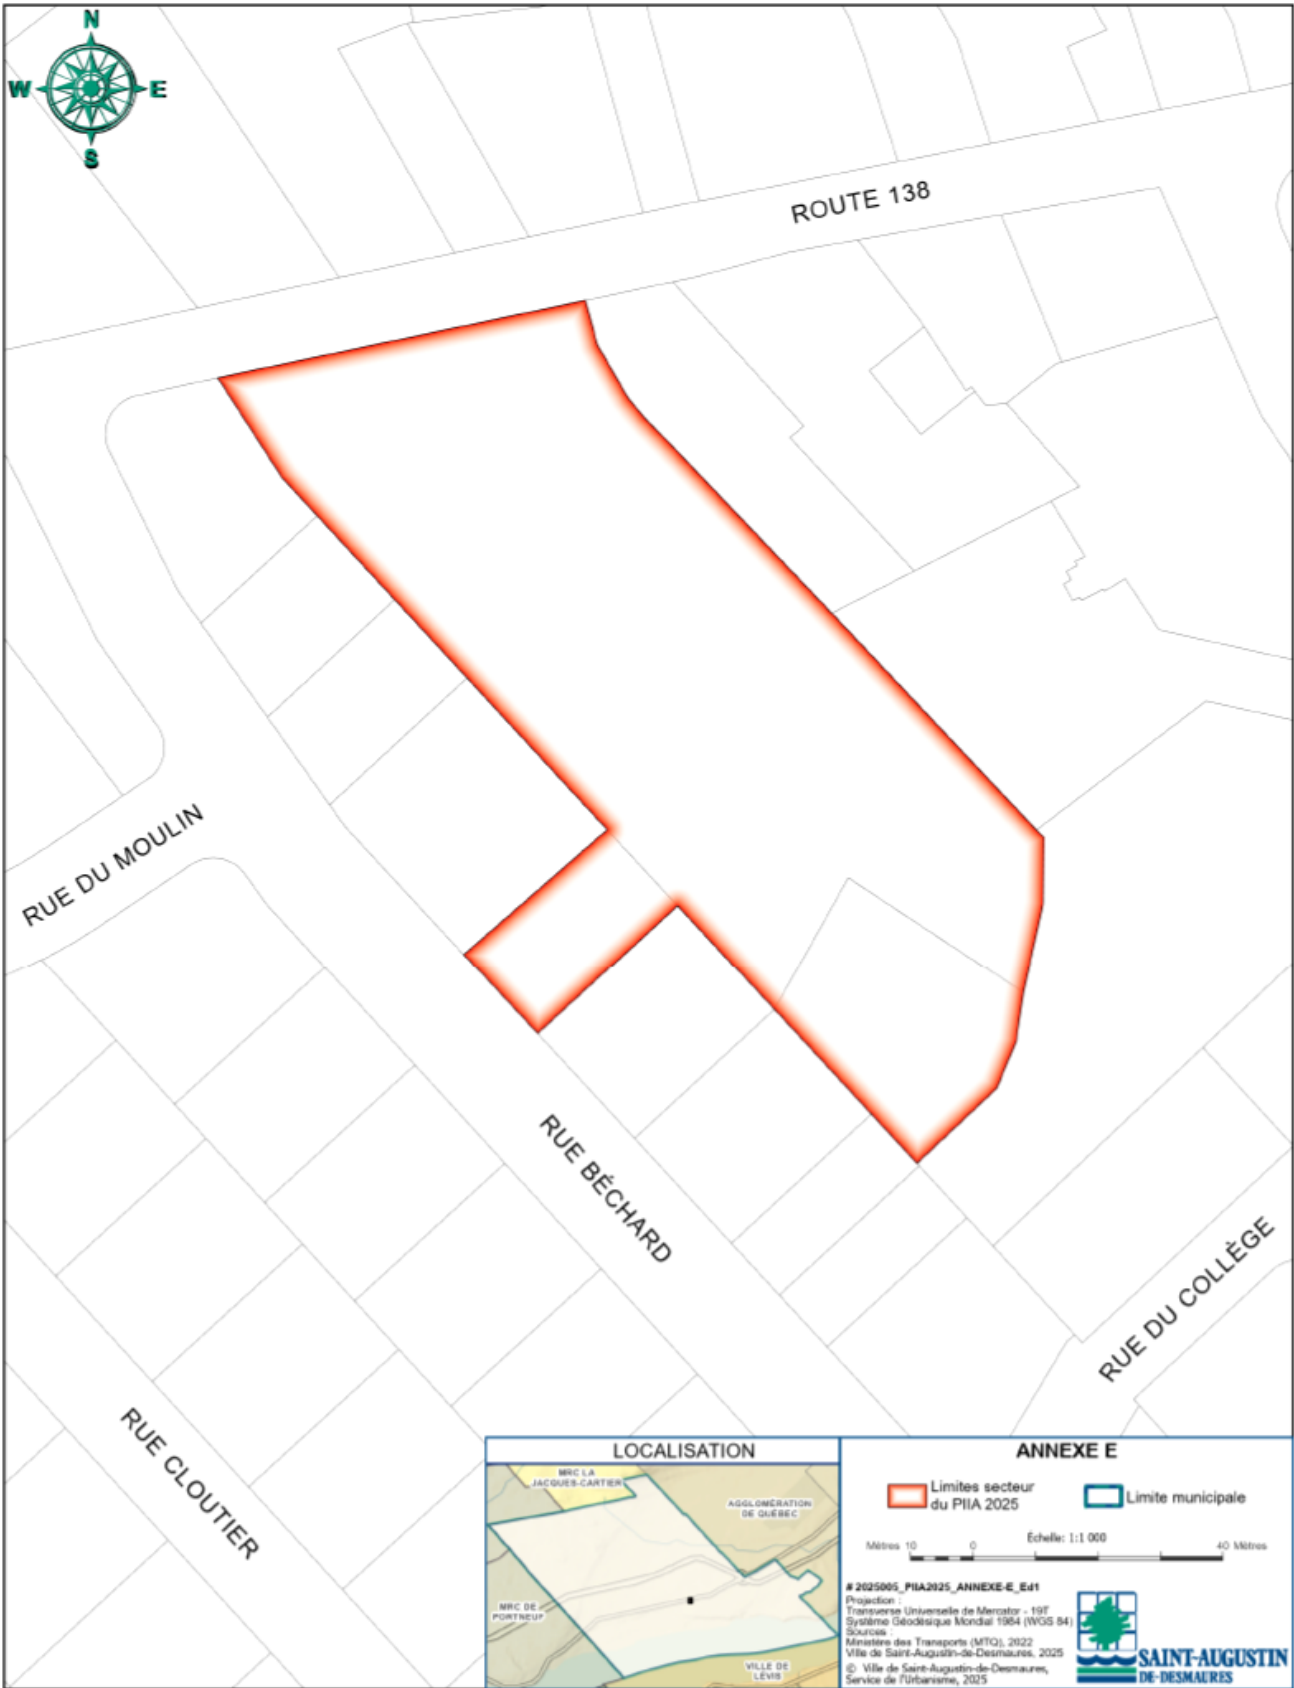 N
W E
S
ROUTE 138
RUE DU MOULIN
RUE BÉCHARD
RUE DU COLLÈGE
RUE CLOUTIER
LOCALISATION
MRC LA
JACQUES-CARTIER
AGGLOMÉRATION
DE QUÉBEC
MRC DE
PORTNEUF
VILLE DE
LÉVIS
ANNEXE E
Limites secteur
du PIIA 2025
Limite municipale
Échelle: 1:1 000
Mètres 10 0 40 Mètres
# 2025005_PIIA2025_ANNEXE-E_Ed1
Projection :
Transverse Universelle de Mercator - 19T
Système Géodésique Mondial 1984 (WGS 84)
Sources :
Ministère des Transports (MTQ), 2022
Ville de Saint-Augustin-de-Desmaures, 2025
© Ville de Saint-Augustin-de-Desmaures,
Service de l'Urbanisme, 2025
SAINT-AUGUSTIN
DE-DESMAURES